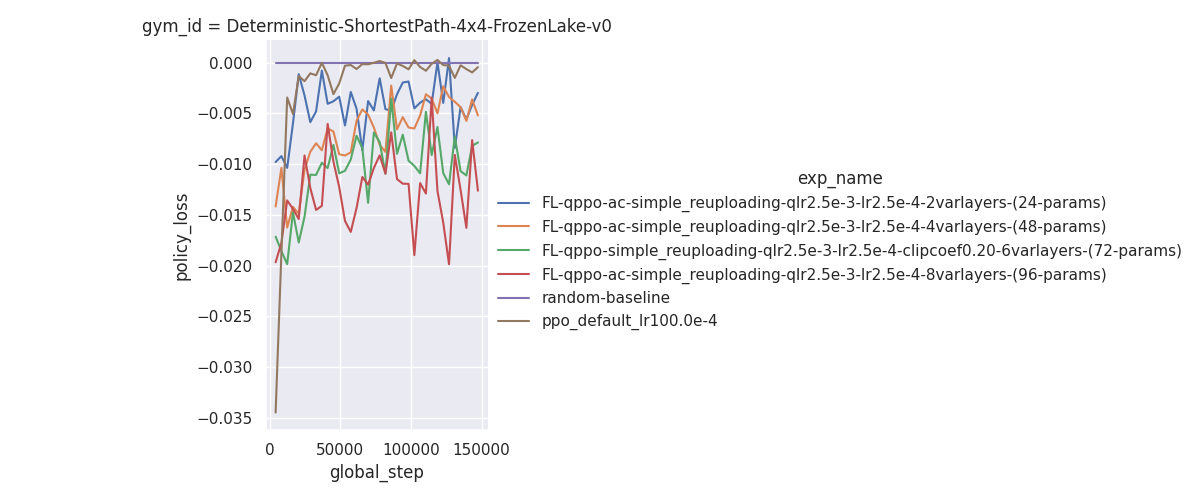 gym_id = Deterministic-ShortestPath-4x4-FrozenLake-v0
0.000
−0.005
−0.010
−0.015
−0.020
−0.025
−0.030
−0.035
policy_loss
0
50000
100000
150000
global_step
exp_name
FL-qppo-ac-simple_reuploading-qlr2.5e-3-lr2.5e-4-2varlayers-(24-params)
FL-qppo-ac-simple_reuploading-qlr2.5e-3-lr2.5e-4-4varlayers-(48-params)
FL-qppo-simple_reuploading-qlr2.5e-3-lr2.5e-4-clipcoef0.20-6varlayers-(72-params)
FL-qppo-ac-simple_reuploading-qlr2.5e-3-lr2.5e-4-8varlayers-(96-params)
random-baseline
ppo_default_lr100.0e-4